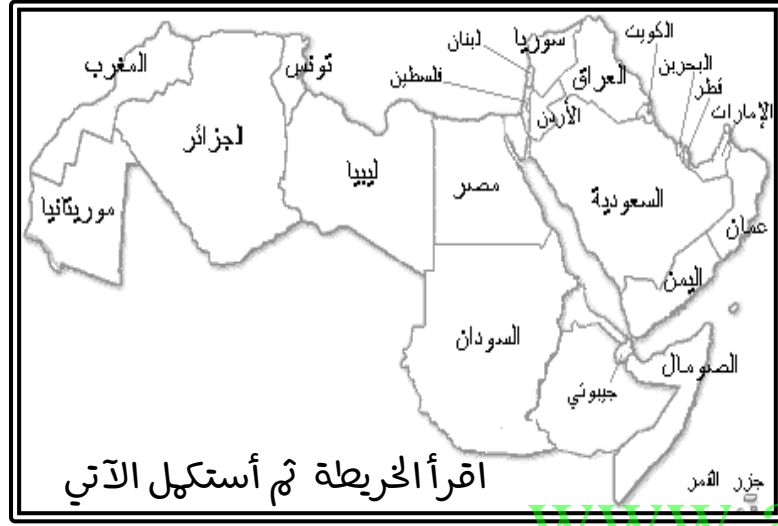 المغرب
تونس
الجزائر
ليبيا
موريتانيا
مصر
السودان
لبنان
سوريا
فلسطين
العراق
الأردن
الكويت
البحرين
قطر
الإمارات
السعودية
عمان
اليمن
الصومال
جيبوتي
جزر القمر
اقرأ الخريطة ثم أستكمل الآتي